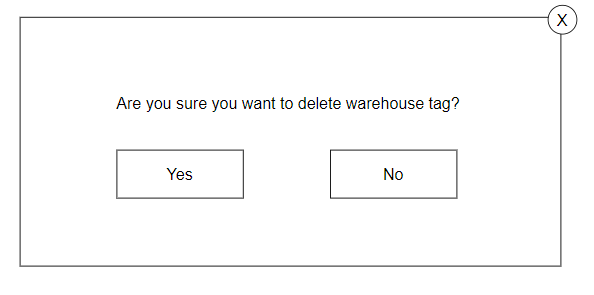 X
Are you sure you want to delete warehouse tag?
Yes
No